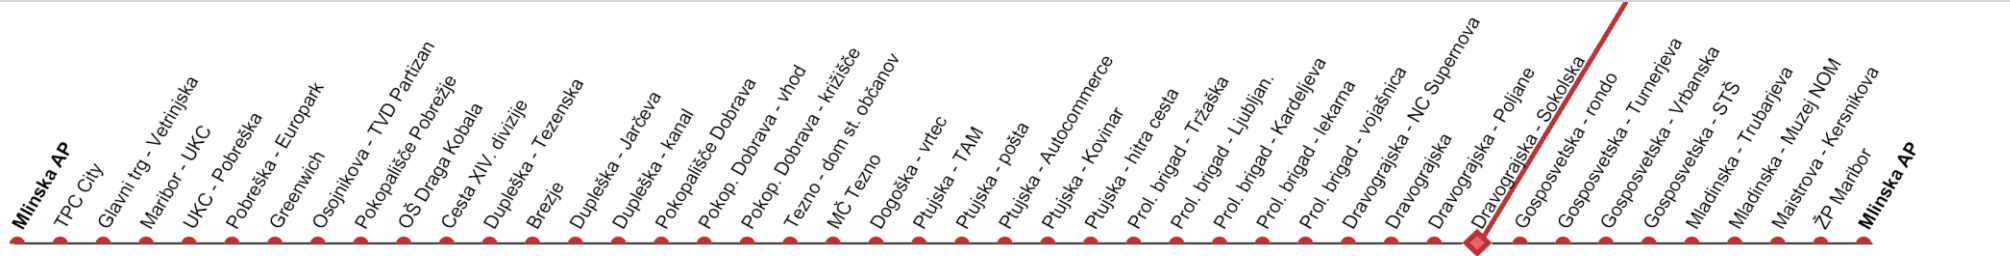 Mlinska AP
TPC City
Glavni trg - Vetrinjska
Maribor - UKC
UKC - Pobreška
Pobreška - Europark
Greenwich
Osojnikova - TVD Partizan
Pokopališče Pobrežje
OŠ Draga Kobala
Cesta XIV. divizije
Dupleška - Tezenska
Brezje
Dupleška - Jarčeva
Dupleška - kanal
Pokopališče Dobrava
Pokop. Dobrava - vhod
Pokop. Dobrava - križišče
Tezno - dom st. občanov
MČ Tezno
Dogoška - vrtec
Ptujska - TAM
Ptujska - pošta
Ptujska - Autocommerce
Ptujska - Kovinar
Ptujska - hitra cesta
Prol. brigad - Tržaška
Prol. brigad - Ljubljan.
Prol. brigad - Kardeljeva
Prol. brigad - lekarna
Prol. brigad - vojašnica
Dravograjska - NC Supernova
Dravograjska
Dravograjska - Poljane
Dravograjska - Sokolska
Gosposvetska - rondo
Gosposvetska - Turnerjeva
Gosposvetska - Vrbanska
Gosposvetska - STŠ
Mladinska - Trubarjeva
Mladinska - Muzej NOM
Maistrova - Kersnikova
ŽP Maribor
Mlinska AP